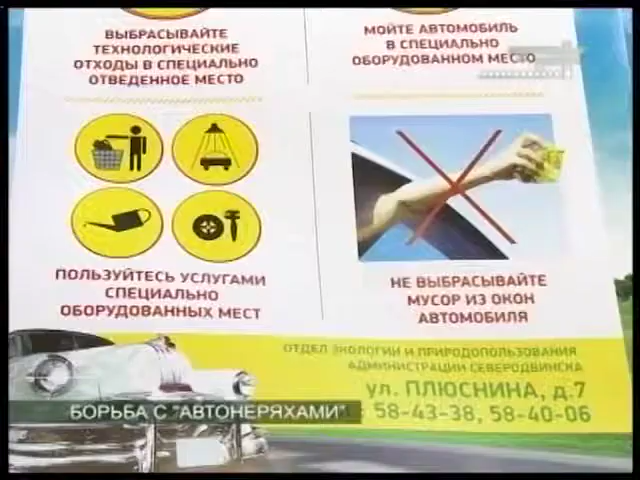 ВЫБРАСЫВАЙТЕ
ТЕХНОЛОГИЧЕСКИЕ
ОТХОДЫ В СПЕЦИАЛЬНО
ОТВЕДЕННОЕ МЕСТО
МОЙТЕ АВТОМОБИЛЬ
В СПЕЦИАЛЬНО
ОБОРУДОВАННОМ МЕСТЕ
ПОЛЬЗУЙТЕСЬ УСЛУГАМИ
СПЕЦИАЛЬНО
ОБОРУДОВАННЫХ МЕСТ
НЕ ВЫБРАСЫВАЙТЕ
МУСОР ИЗ ОКОН
АВТОМОБИЛЯ
ОТДЕЛ ЭКОЛОГИИ И ПРИРОДОПОЛЬЗОВАНИЯ
АДМИНИСТРАЦИИ СЕВЕРОДВИНСКА
ул. ПЛЮСНИНА, д.7
58-43-38, 58-40-06
БОРЬБА С "АВТОНЕРЯХАМИ"